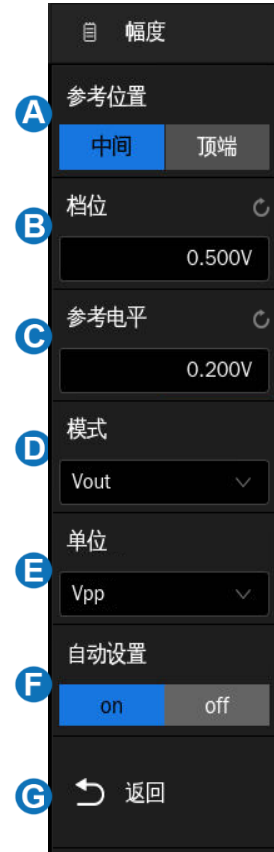 幅度
A 参考位置
中间 顶端
B 档位
0.500V
C 参考电平
0.200V
D 模式
Vout
E 单位
Vpp
F 自动设置
on off
G 返回